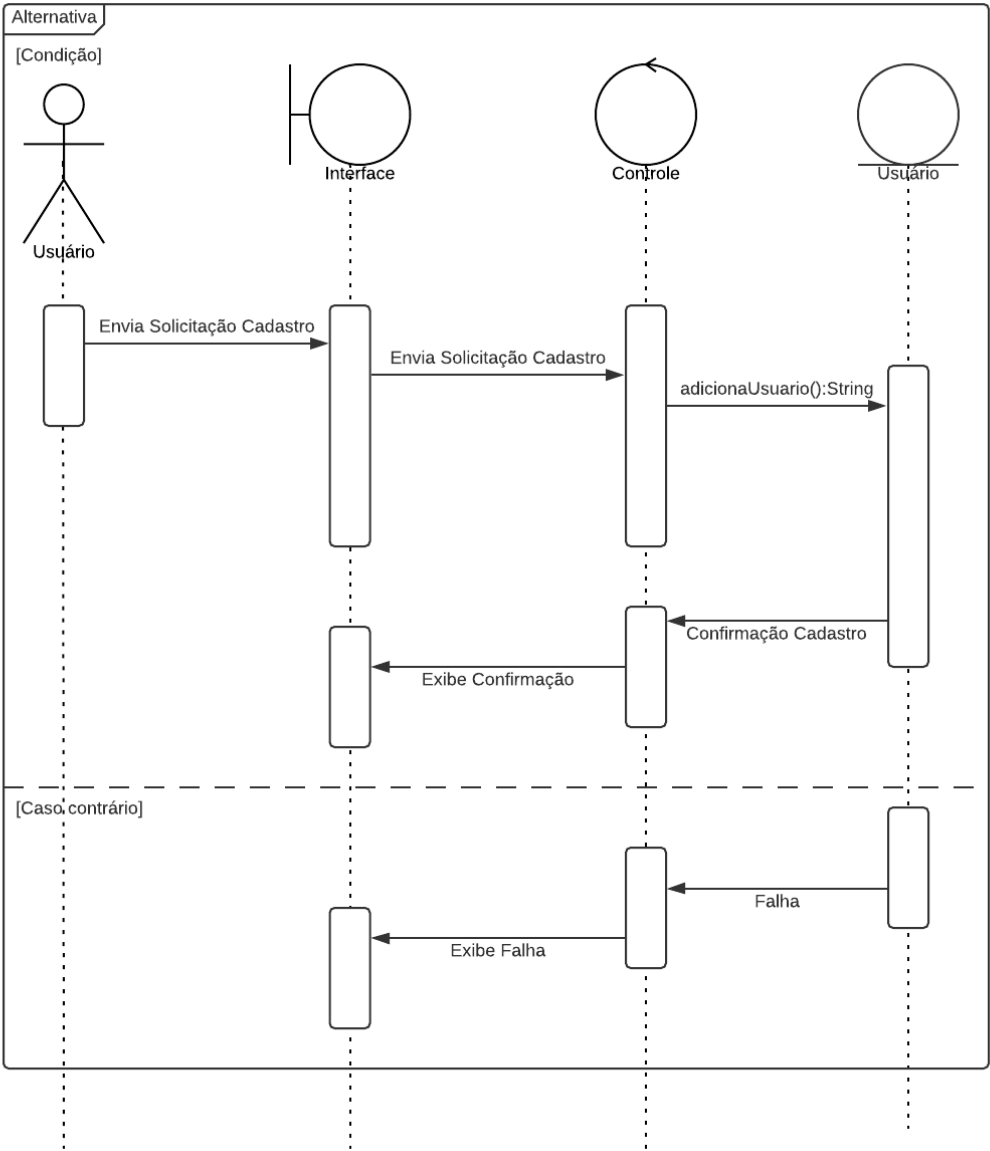 Alternativa
[Condição]
Usuário
Interface
Controle
Usuário
Envia Solicitação Cadastro
Envia Solicitação Cadastro
adicionaUsuario():String
Confirmação Cadastro
Exibe Confirmação
[Caso contrário]
Falha
Exibe Falha